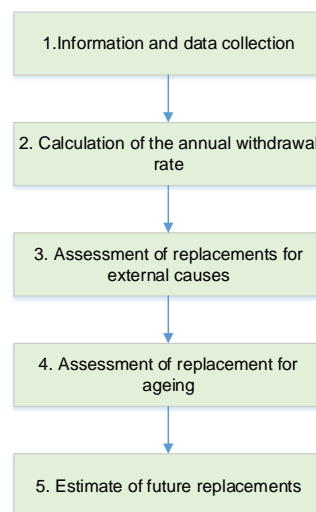 1.Information and data collection
2. Calculation of the annual withdrawal
rate
3. Assessment of replacements for
external causes
4. Assessment of replacement for
ageing
5. Estimate of future replacements